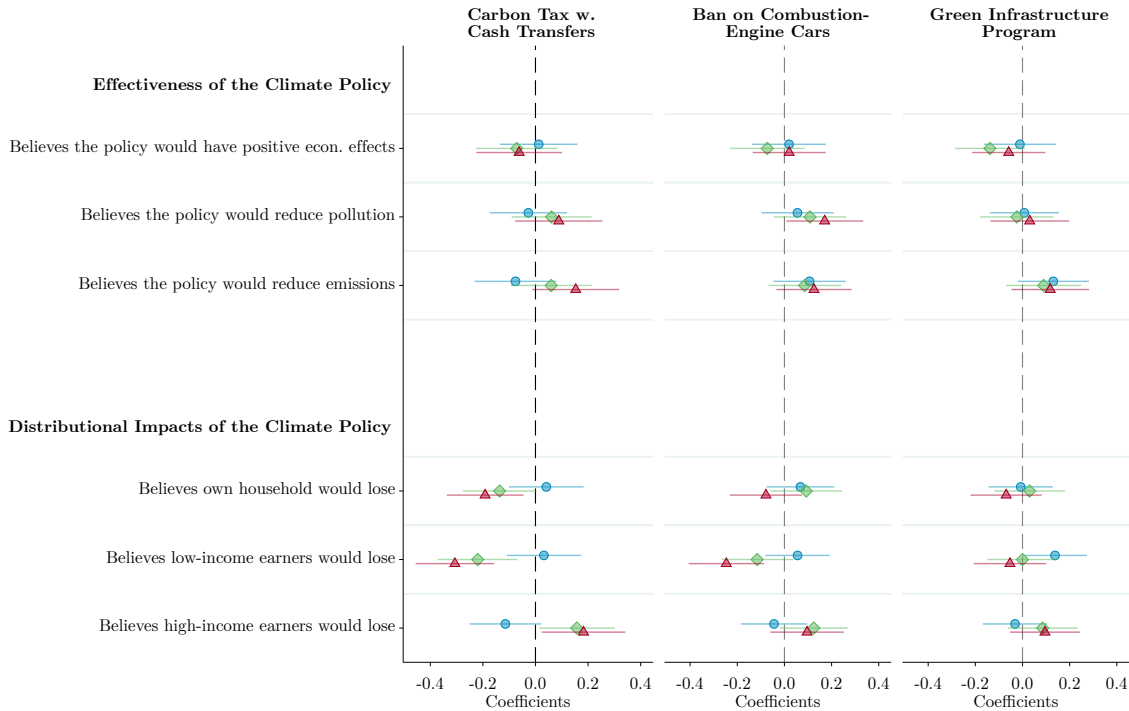 Carbon Tax w.
Cash Transfers
Ban on Combustion-
Engine Cars
Green Infrastructure
Program
Effectiveness of the Climate Policy
Believes the policy would have positive econ. effects
Believes the policy would reduce pollution
Believes the policy would reduce emissions
Distributional Impacts of the Climate Policy
Believes own household would lose
Believes low-income earners would lose
Believes high-income earners would lose
-0.4 -0.2 0.0 0.2 0.4
Coefficients
-0.4 -0.2 0.0 0.2 0.4
Coefficients
-0.4 -0.2 0.0 0.2 0.4
Coefficients